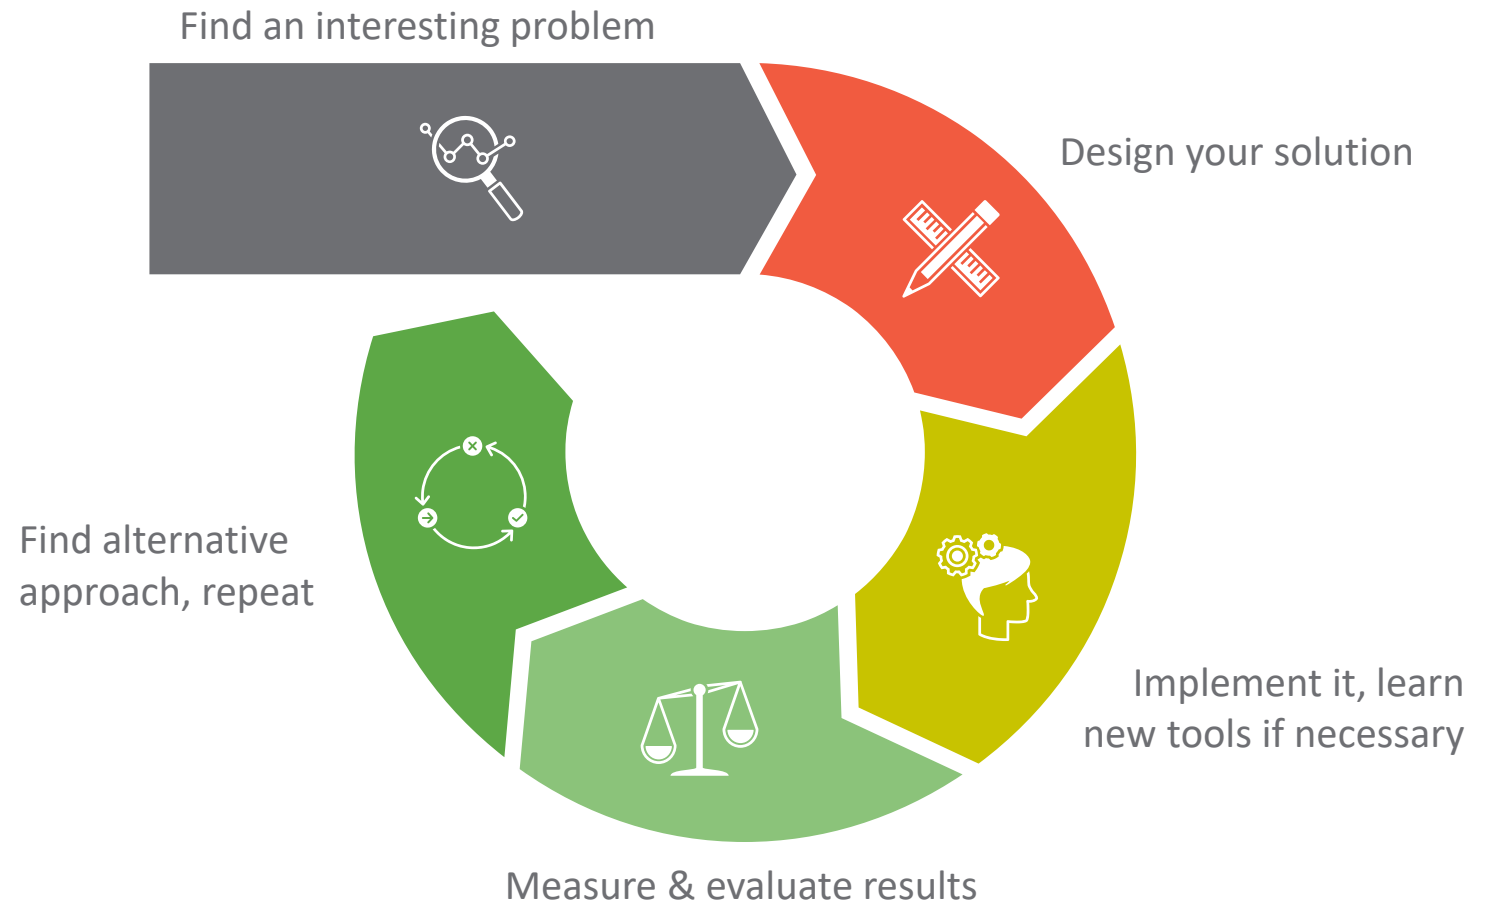 Find an interesting problem
Design your solution
Implement it, learn
new tools if necessary
Measure & evaluate results
Find alternative
approach, repeat